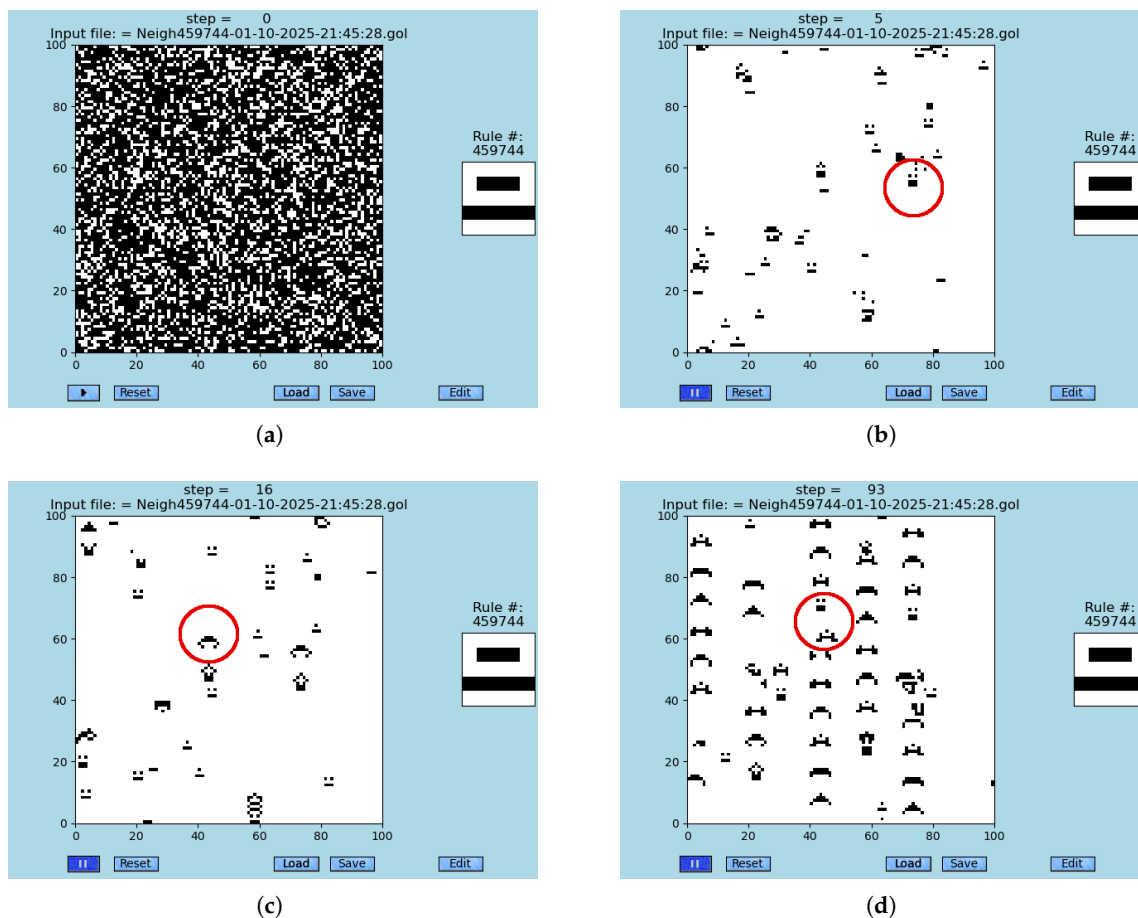 step = 0
Input file: = Neigh459744-01-10-2025-21:45:28.gol
100
80
60
40
20
0
0 20 40 60 80 100
Rule #:
459744
Reset Load Save Edit
(a)
step = 5
Input file: = Neigh459744-01-10-2025-21:45:28.gol
100
80
60
40
20
0
0 20 40 60 80 100
Rule #:
459744
Reset Load Save Edit
(b)
step = 16
Input file: = Neigh459744-01-10-2025-21:45:28.gol
100
80
60
40
20
0
0 20 40 60 80 100
Rule #:
459744
Reset Load Save Edit
(c)
step = 93
Input file: = Neigh459744-01-10-2025-21:45:28.gol
100
80
60
40
20
0
0 20 40 60 80 100
Rule #:
459744
Reset Load Save Edit
(d)